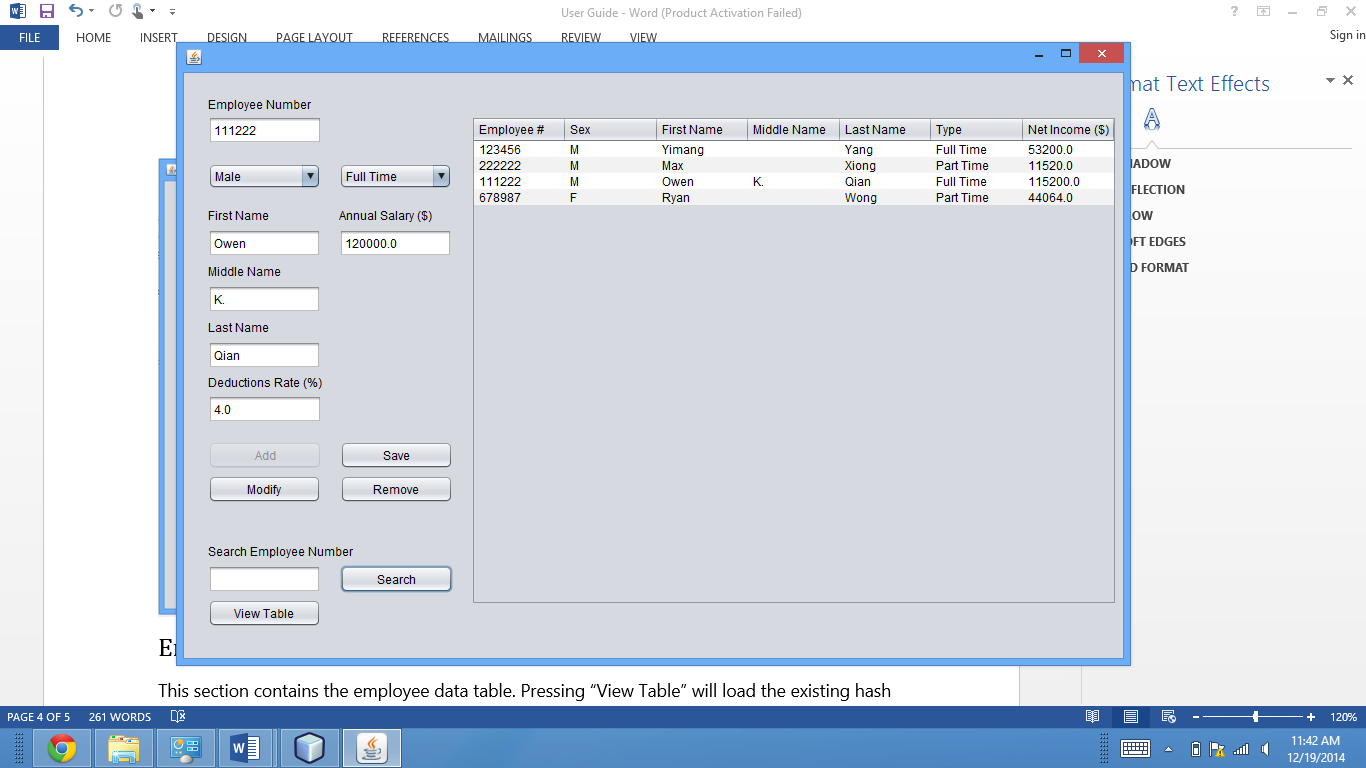 User Guide - Word (Product Activation Failed)
FILE HOME INSERT DESIGN PAGE LAYOUT REFERENCES MAILINGS REVIEW VIEW Sign in
mat Text Effects
Employee Number
111222
Male Full Time
First Name Annual Salary ($)
Owen 120000.0
Middle Name
K.
Last Name
Qian
Deductions Rate (%)
4.0
Add Save
Modify Remove
Search Employee Number
Search
View Table
Employee # Sex First Name Middle Name Last Name Type Net Income ($)
123456 M Yimang Yang Full Time 53200.0
222222 M Max Xiong Part Time 11520.0
111222 M Owen K. Qian Full Time 115200.0
678987 F Ryan Wong Part Time 44064.0
ADOW
FLECTION
OW
FT EDGES
D FORMAT
This section contains the employee data table. Pressing “View Table” will load the existing hash
PAGE 4 OF 5 261 WORDS 120%
11:42 AM
12/19/2014